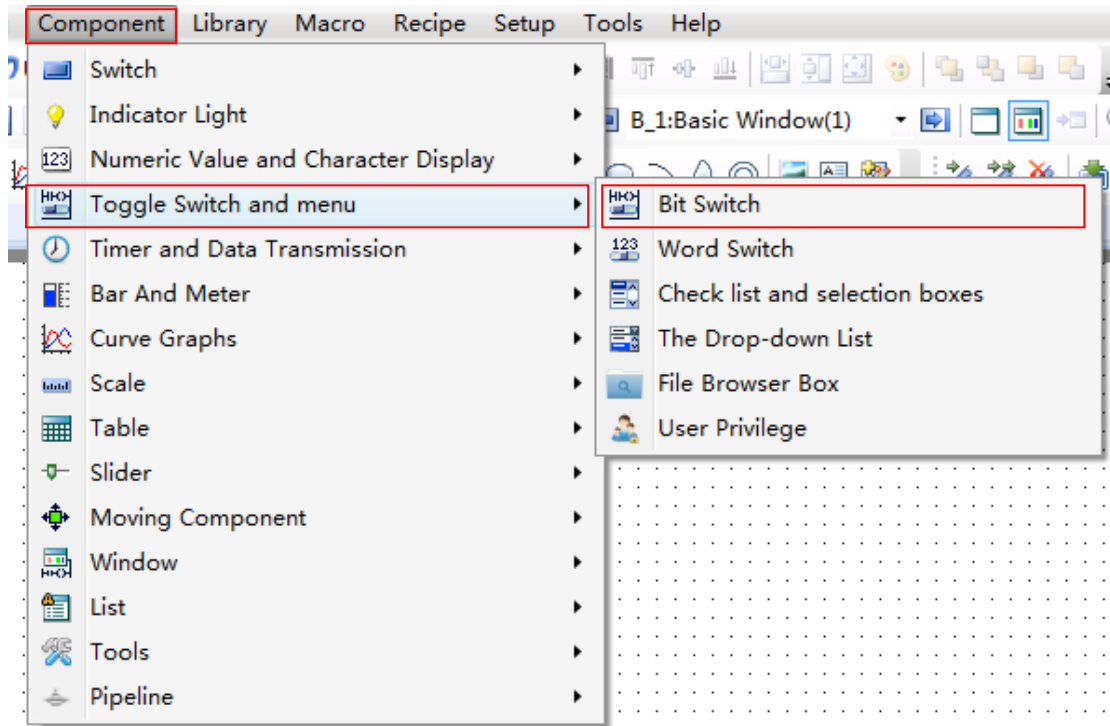 Component Library Macro Recipe Setup Tools Help
Switch
Indicator Light
B_1:Basic Window(1)
123 Numeric Value and Character Display
Toggle Switch and menu
Bit Switch
Timer and Data Transmission
123 Word Switch
Bar And Meter
Check list and selection boxes
Curve Graphs
The Drop-down List
Scale
File Browser Box
Table
User Privilege
Slider
Moving Component
Window
List
Tools
Pipeline